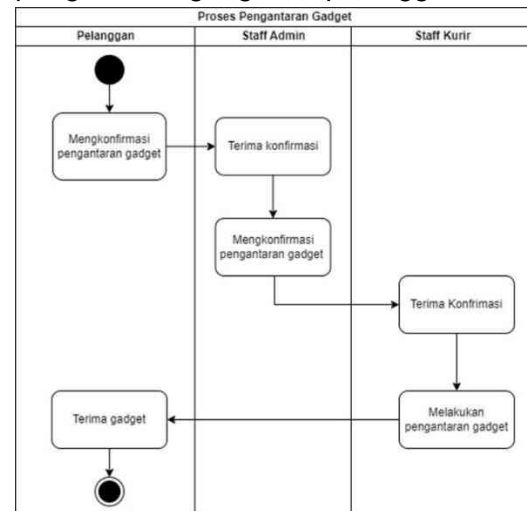 Proses Pengantaran Gadget
Pelanggan
Staff Admin
Staff Kurir
Mengkonfirmasi
pengantaran gadget
Terima konfirmasi
Mengkonfirmasi
pengantaran gadget
Terima Konfrimasi
Melakukan
pengantaran gadget
Terima gadget